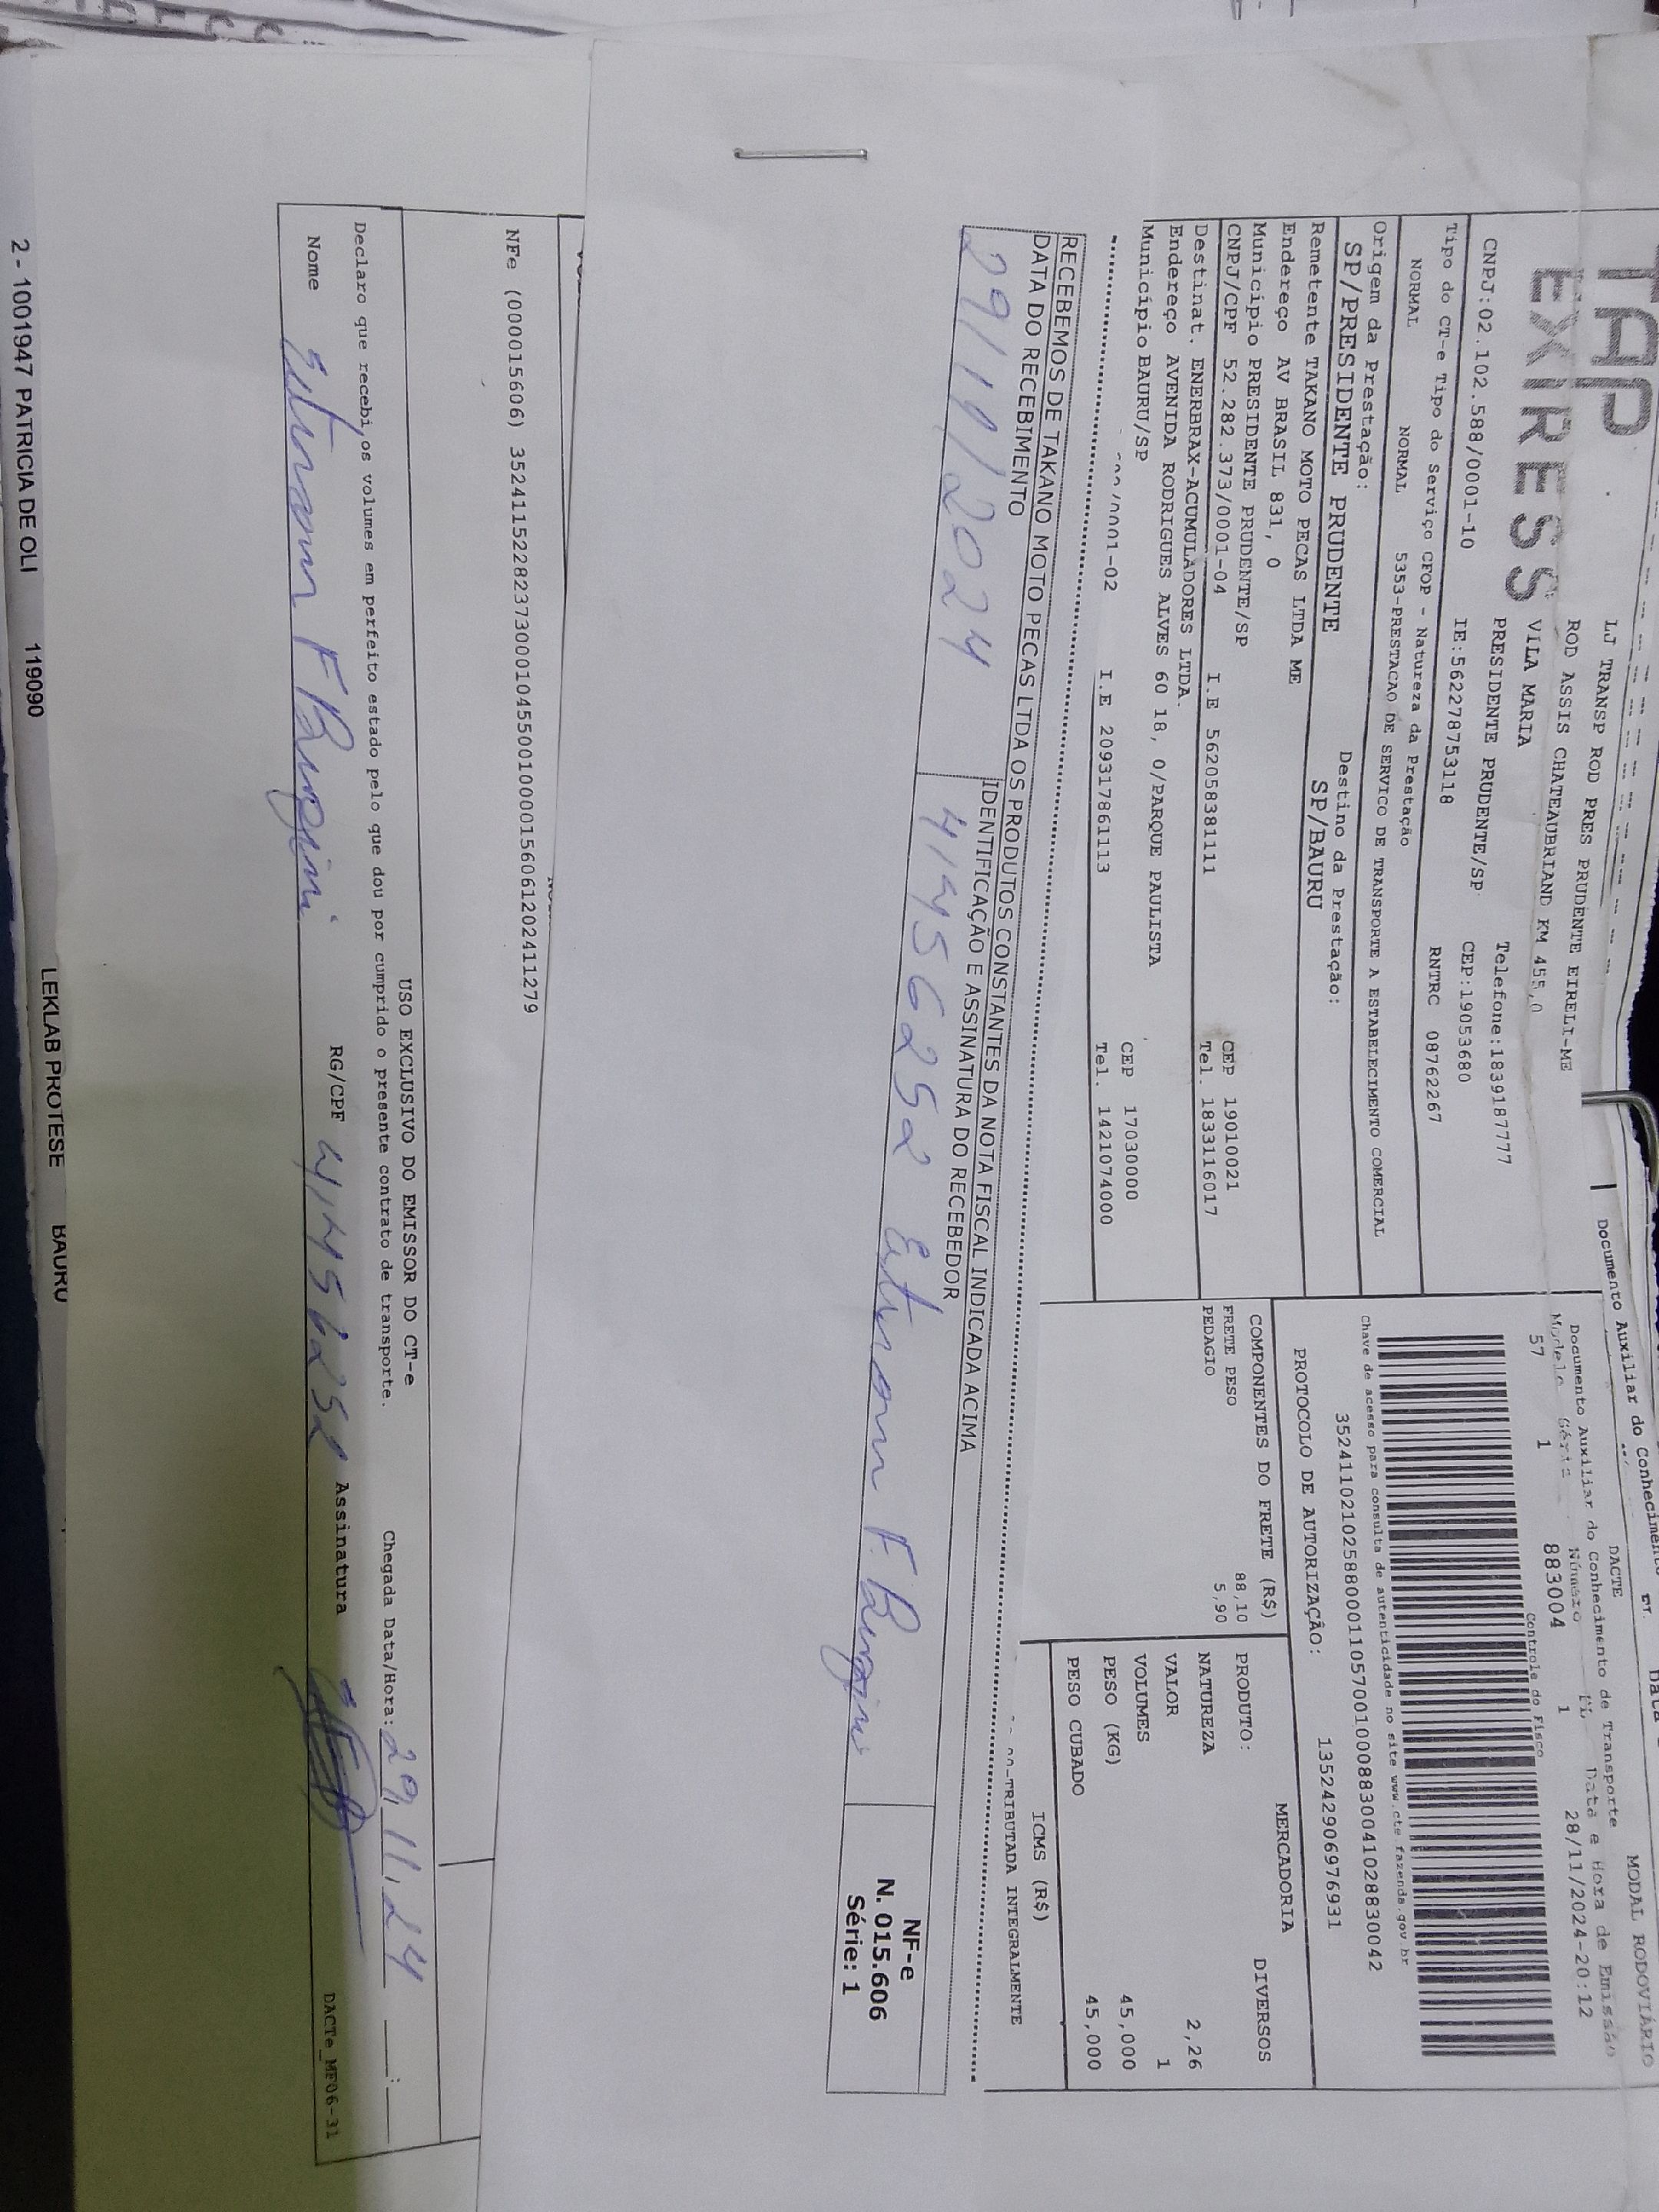 TAP
EXPRESS
LJ TRANSP ROD PRES PRUDENTE EIRELI-ME
ROD ASSIS CHATEAUBRIAND KM 455,0
VILA MARIA
PRESIDENTE PRUDENTE/SP
Telefone:1839187777
CNPJ:02.102.588/0001-10
IE:562278753118
CEP:19053680
Tipo do CT-e Tipo do Serviço CFOP - Natureza da Prestação
RNTRC 08762267
NORMAL NORMAL 5353-PRESTACAO DE SERVICO DE TRANSPORTE A ESTABELECIMENTO COMERCIAL
Origem da Prestação:
Destino da Prestação:
SP/PRESIDENTE PRUDENTE
SP/BAURU
Remetente TAKANO MOTO PECAS LTDA ME
Endereço AV BRASIL 831, 0
Município PRESIDENTE PRUDENTE/SP
CEP 19010021
CNPJ/CPF 52.282.373/0001-04 I.E 562058381111 Tel. 1833116017
Destinat. ENERBRAX-ACUMULADORES LTDA.
Endereço AVENIDA RODRIGUES ALVES 60 18, 0/PARQUE PAULISTA
Município BAURU/SP
CEP 17030000
/0001-02 I.E 209317861113 Tel. 1421074000
Documento Auxiliar do Conhecimento
DACTE
MODAL RODOVIÁRIO
Documento Auxiliar do Conhecimento de Transporte
Modelo Série Número FL Data e Hora de Emissão
57 1 883004 1 28/11/2024-20:12
Controle do Fisco
Chave de acesso para consulta de autenticidade no site www.cte.fazenda.gov.br
35241102102588000110570010008830041028830042
PROTOCOLO DE AUTORIZAÇÃO: 135242906976931
COMPONENTES DO FRETE (R$)
FRETE PESO 88,10
PEDAGIO 5,90
MERCADORIA
PRODUTO: DIVERSOS
NATUREZA
VALOR 2,26
VOLUMES 1
PESO (KG) 45,000
PESO CUBADO 45,000
ICMS (R$)
00-TRIBUTADA INTEGRALMENTE
RECEBEMOS DE TAKANO MOTO PECAS LTDA OS PRODUTOS CONSTANTES DA NOTA FISCAL INDICADA ACIMA
DATA DO RECEBIMENTO
IDENTIFICAÇÃO E ASSINATURA DO RECEBEDOR
29/11/2024
414956252
NF-e
N. 015.606
Série: 1
NFe (000015606) 35241152282373000104550010000156061202411279
USO EXCLUSIVO DO EMISSOR DO CT-e
Declaro que recebi os volumes em perfeito estado pelo que dou por cumprido o presente contrato de transporte.
Chegada Data/Hora: 29, 11, 24
Nome
RG/CPF
Assinatura
DACTe_MF06-31
2 - 1001947 PATRICIA DE OLI 119090
LEKLAB PROTESE BAURU